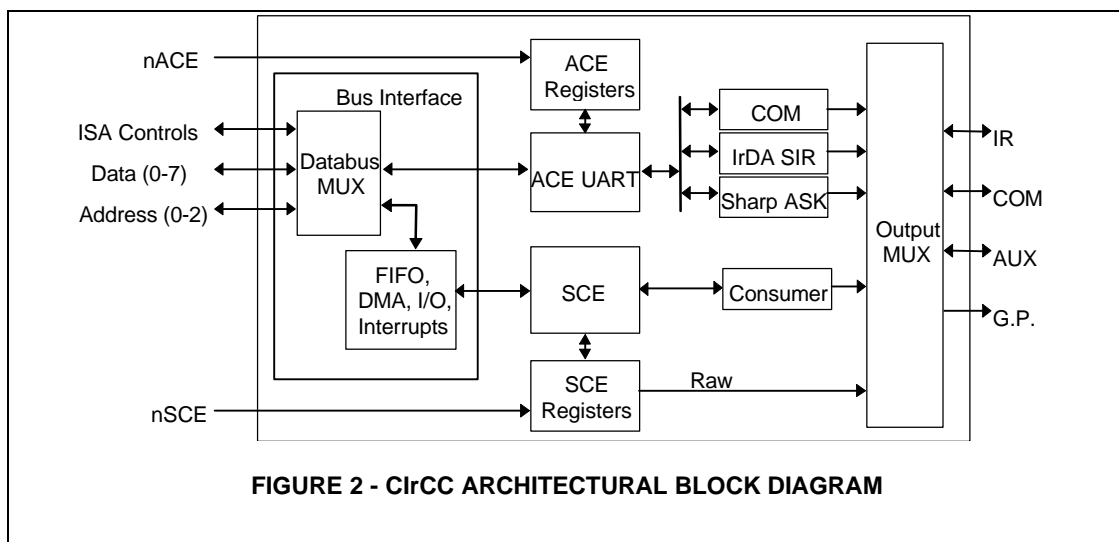 nACE
ACE
Registers
Bus Interface
ISA Controls
Data (0-7)
Address (0-2)
Databus
MUX
ACE UART
COM
IrDA SIR
Sharp ASK
FIFO,
DMA, I/O,
Interrupts
SCE
Consumer
Output
MUX
IR
COM
AUX
G.P.
nSCE
SCE
Registers
Raw
FIGURE 2 - CIrCC ARCHITECTURAL BLOCK DIAGRAM